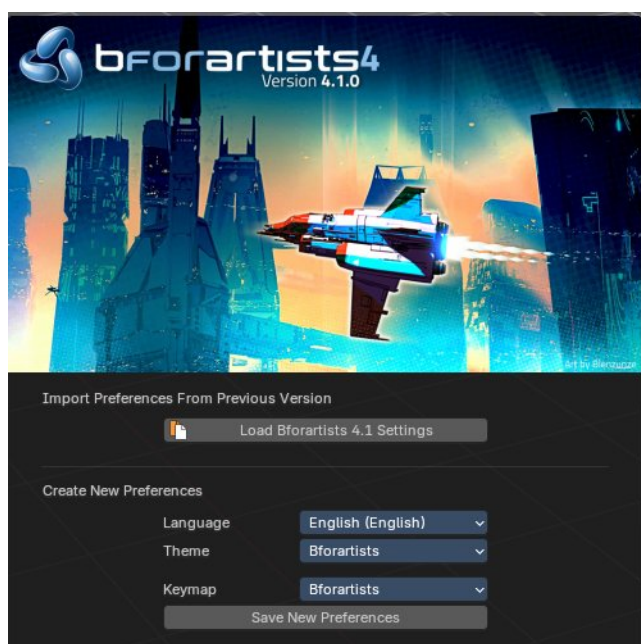 bforartists4
Version 4.1.0
Art by Blenzunze
Import Preferences From Previous Version
Load Bforartists 4.1 Settings
Create New Preferences
Language English (English)
Theme Bforartists
Keymap Bforartists
Save New Preferences